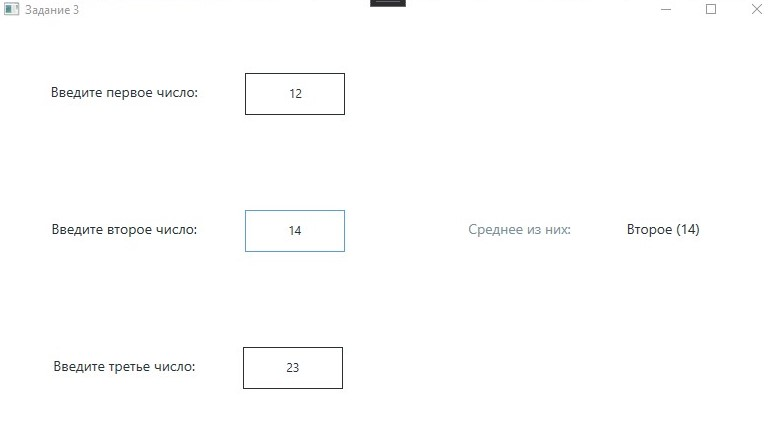 Задание 3
Введите первое число: 12
Введите второе число: 14 Среднее из них: Второе (14)
Введите третье число: 23